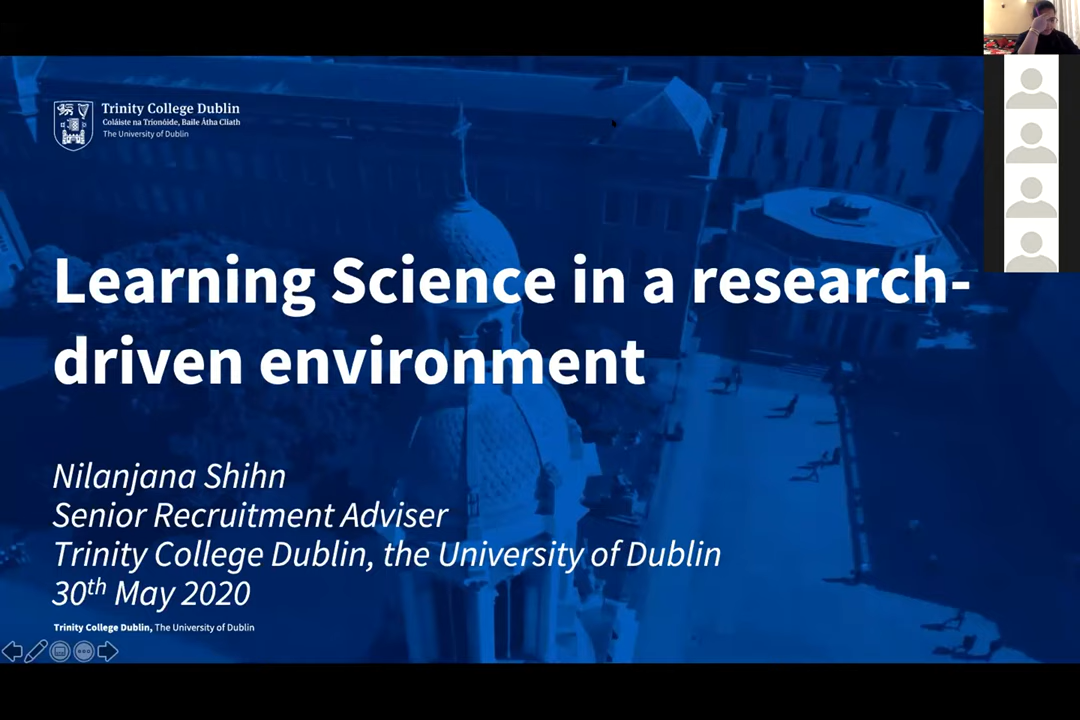 Trinity College Dublin
Coláiste na Tríonóide, Baile Átha Cliath
The University of Dublin
Learning Science in a research-
driven environment
Nilanjana Shihn
Senior Recruitment Adviser
Trinity College Dublin, the University of Dublin
30th May 2020
Trinity College Dublin, The University of Dublin